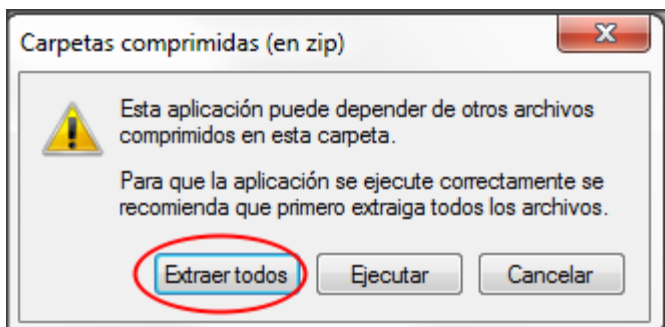 Carpetas comprimidas (en zip)
Esta aplicación puede depender de otros archivos
comprimidos en esta carpeta.
Para que la aplicación se ejecute correctamente se
recomienda que primero extraiga todos los archivos.
Extraer todos Ejecutar Cancelar